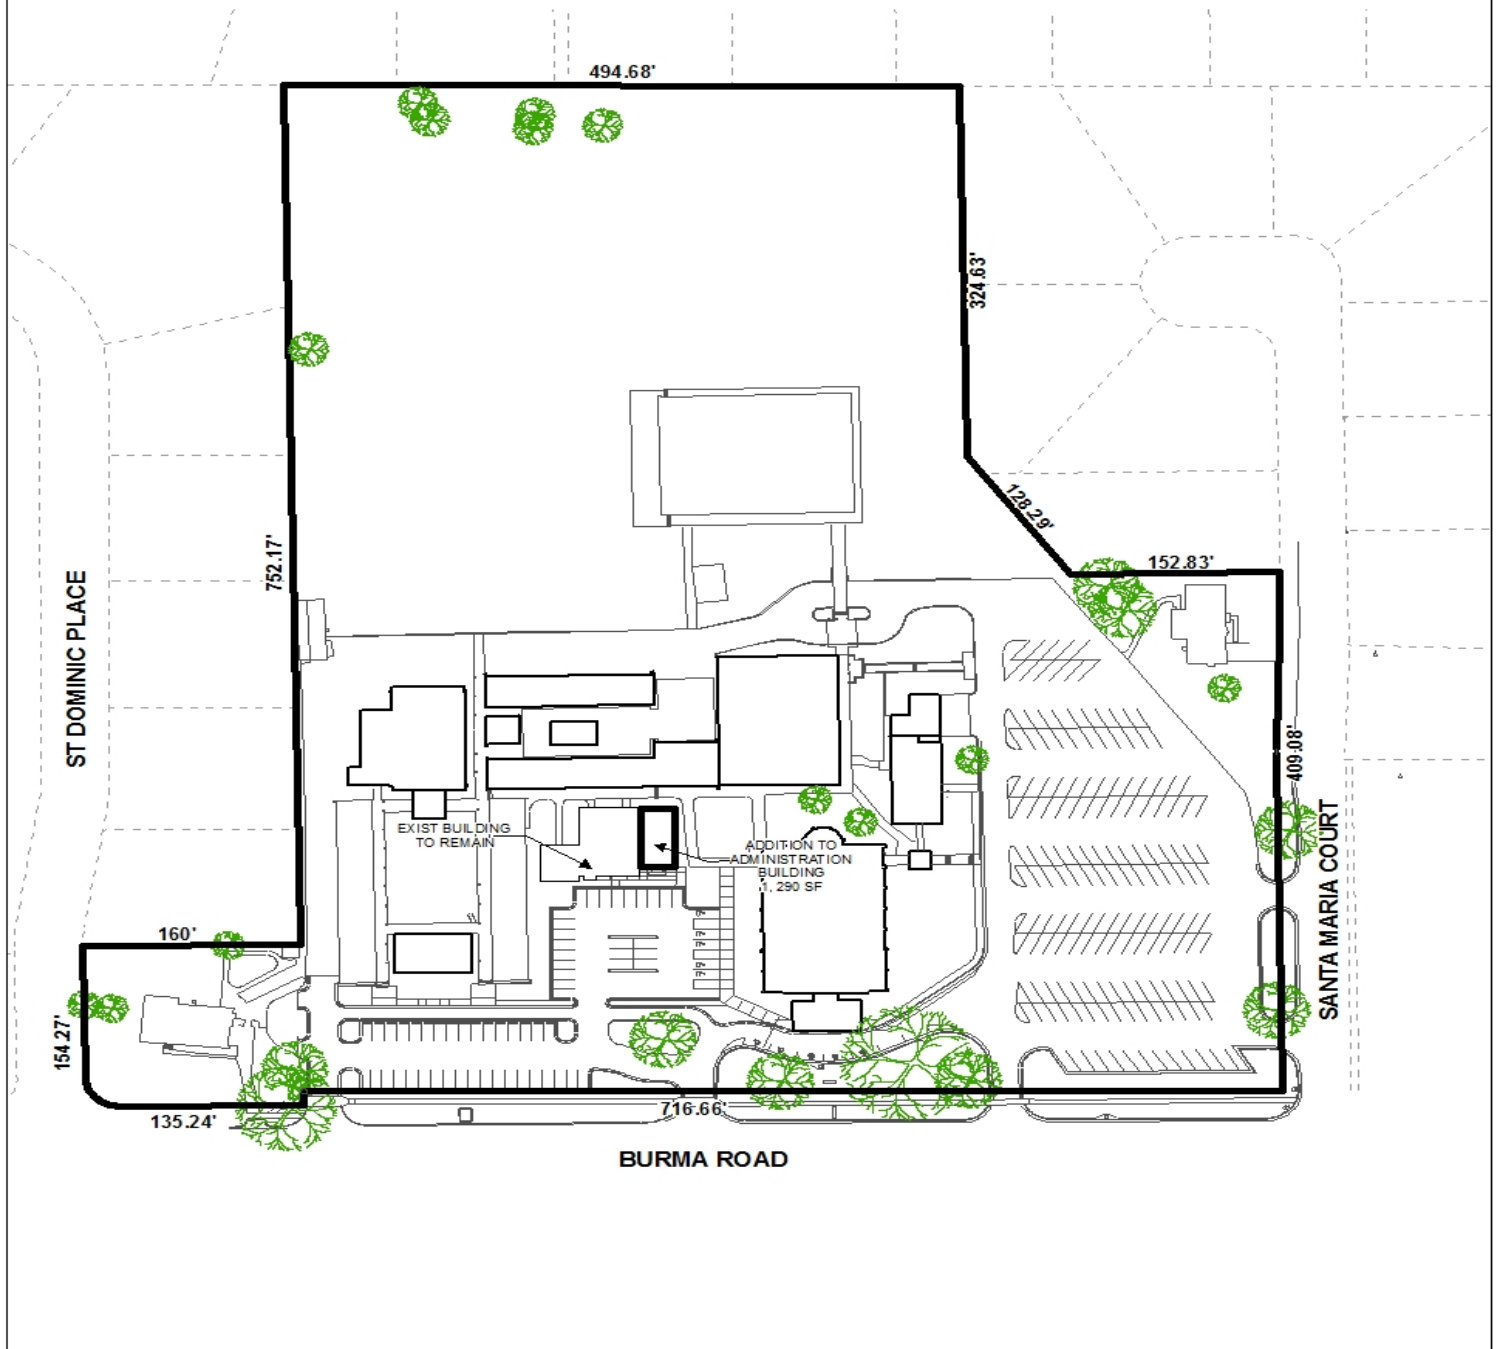 494.68'
324.63'
128.29'
152.83'
752.17'
ST DOMINIC PLACE
409.08'
SANTA MARIA COURT
EXIST BUILDING
TO REMAIN
ADDITION TO
ADMINISTRATION
BUILDING
1, 290 SF
160'
154.27'
135.24'
716.66'
BURMA ROAD